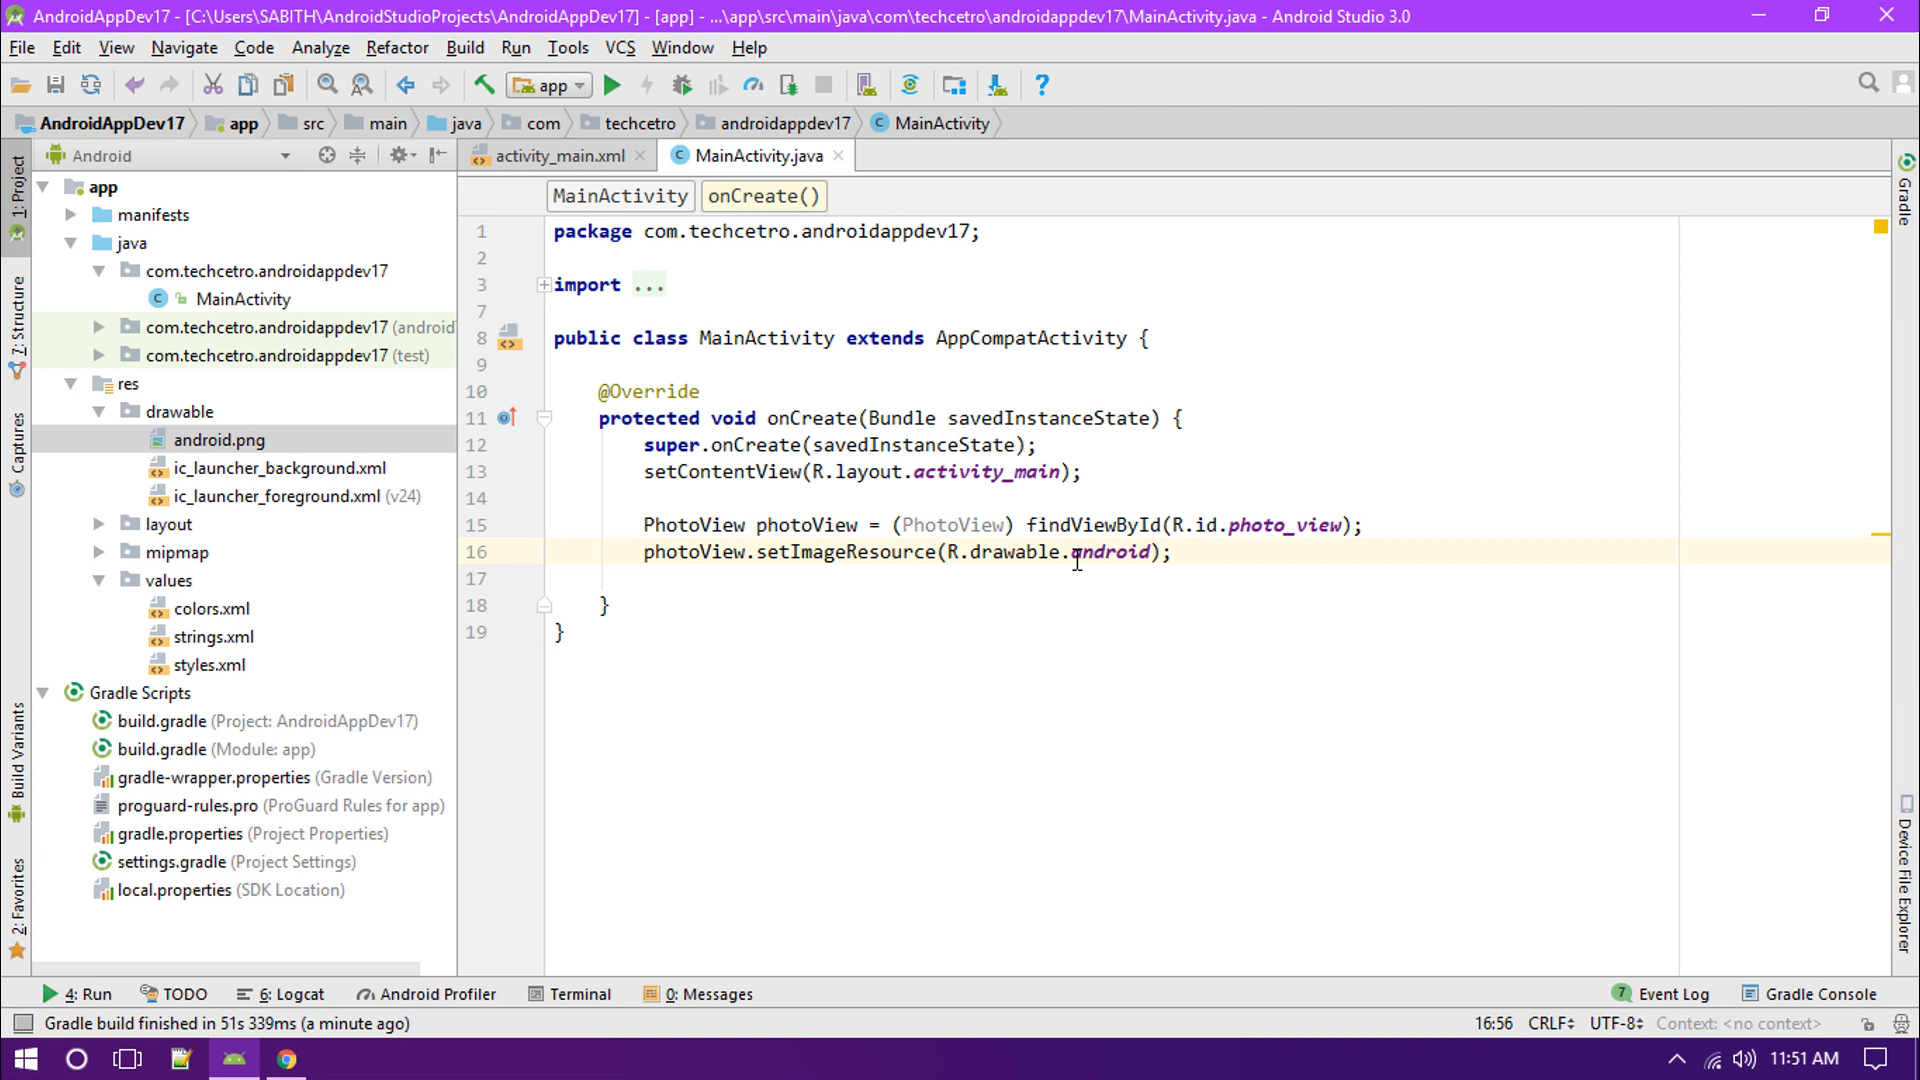 AndroidAppDev17 - [C:\Users\SABITH\AndroidStudioProjects\AndroidAppDev17] - [app] - ...\app\src\main\java\com\techcetro\androidappdev17\MainActivity.java - Android Studio 3.0
File Edit View Navigate Code Analyze Refactor Build Run Tools VCS Window Help
app
AndroidAppDev17 app src main java com techcetro androidappdev17 MainActivity
Android
activity_main.xml MainActivity.java
MainActivity onCreate()
1: Project
7: Structure
Captures
Build Variants
2: Favorites
app
manifests
java
com.techcetro.androidappdev17
MainActivity
com.techcetro.androidappdev17 (android
com.techcetro.androidappdev17 (test)
res
drawable
android.png
ic_launcher_background.xml
ic_launcher_foreground.xml (v24)
layout
mipmap
values
colors.xml
strings.xml
styles.xml
Gradle Scripts
build.gradle (Project: AndroidAppDev17)
build.gradle (Module: app)
gradle-wrapper.properties (Gradle Version)
proguard-rules.pro (ProGuard Rules for app)
gradle.properties (Project Properties)
settings.gradle (Project Settings)
local.properties (SDK Location)
1 package com.techcetro.androidappdev17;
2
3 import ...
7
8 public class MainActivity extends AppCompatActivity {
9
10 @Override
11 protected void onCreate(Bundle savedInstanceState) {
12 super.onCreate(savedInstanceState);
13 setContentView(R.layout.activity_main);
14
15 PhotoView photoView = (PhotoView) findViewById(R.id.photo_view);
16 photoView.setImageResource(R.drawable.android);
17
18 }
19 }
Gradle
Device File Explorer
4: Run TODO 6: Logcat Android Profiler Terminal 0: Messages 7 Event Log Gradle Console
Gradle build finished in 51s 339ms (a minute ago) 16:56 CRLF UTF-8 Context: <no context>
11:51 AM